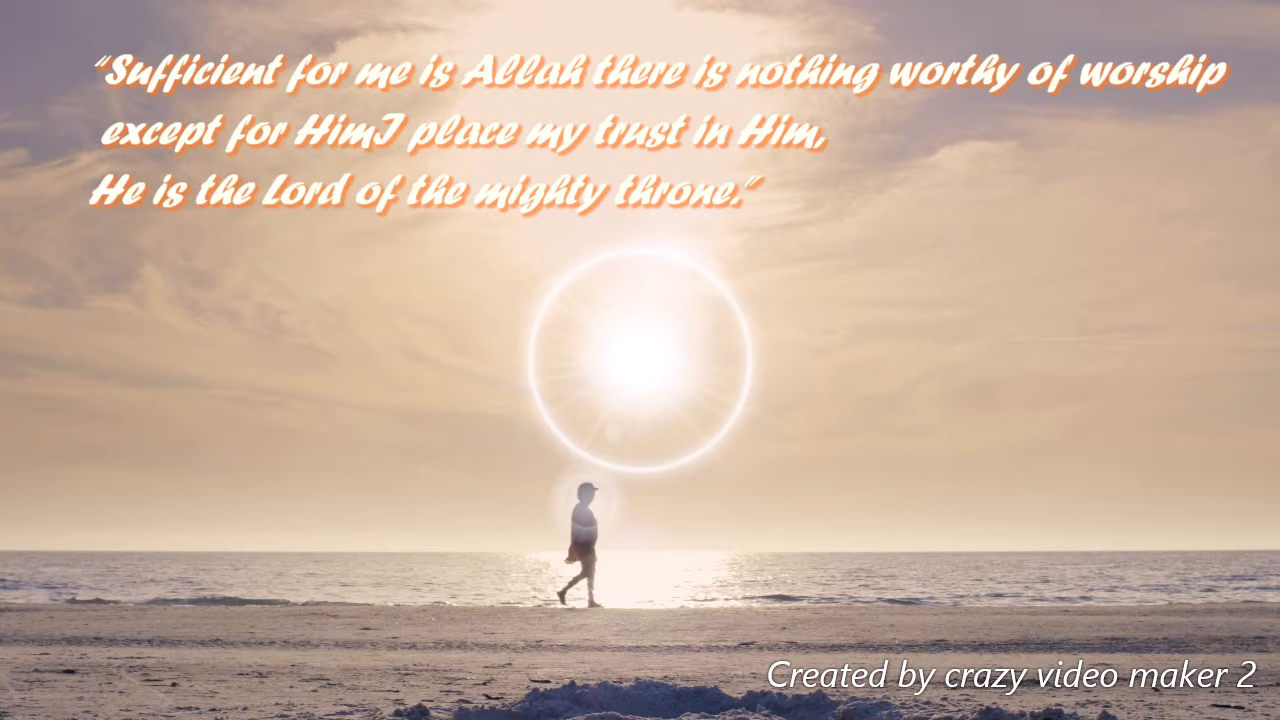 “Sufficient for me is Allah there is nothing worthy of worship
except for HimI place my trust in Him,
He is the Lord of the mighty throne.”
Created by crazy video maker 2